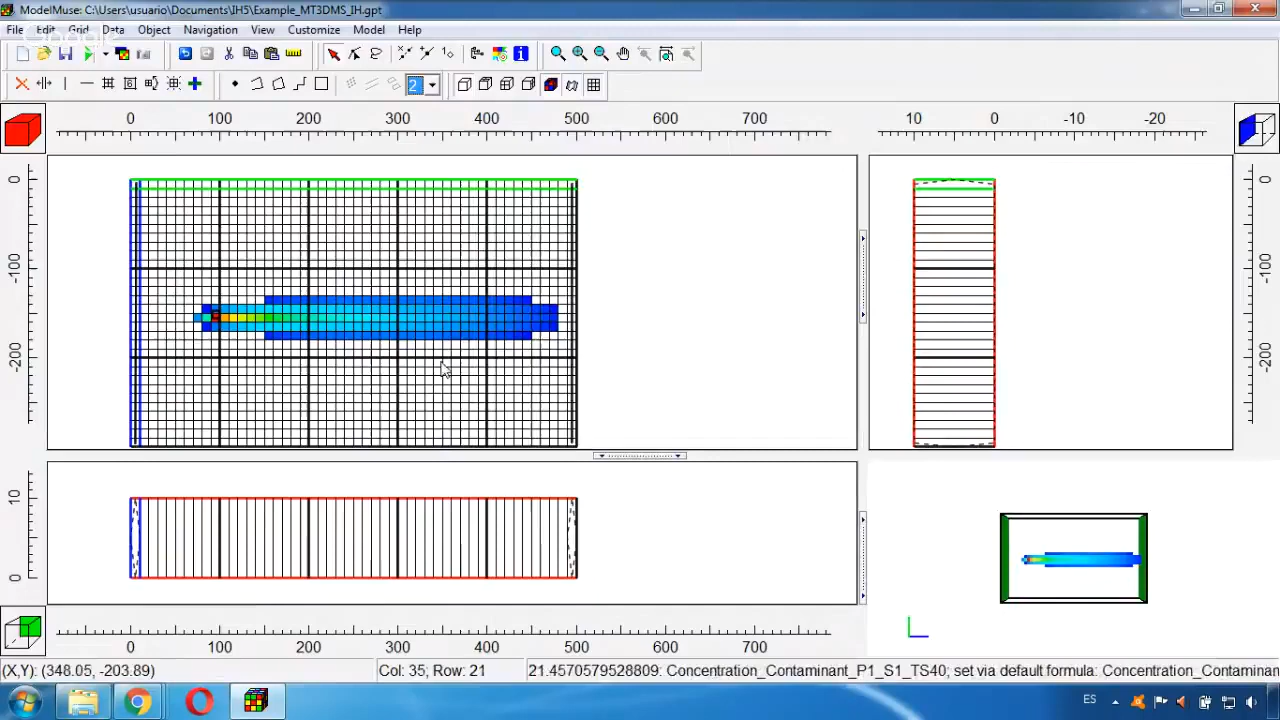 ModelMuse: C:\Users\usuario\Documents\IH5\Example_MT3DMS_IH.gpt
File Edit Grid Data Object Navigation View Customize Model Help
Google
2
0 100 200 300 400 500 600 700
10 0 -10 -20
0
-100
-200
0
-100
-200
10
0
0 100 200 300 400 500 600 700
(X,Y): (348.05, -203.89) Col: 35; Row: 21 21.4570579528809: Concentration_Contaminant_P1_S1_TS40; set via default formula: Concentration_Contaminan
ES